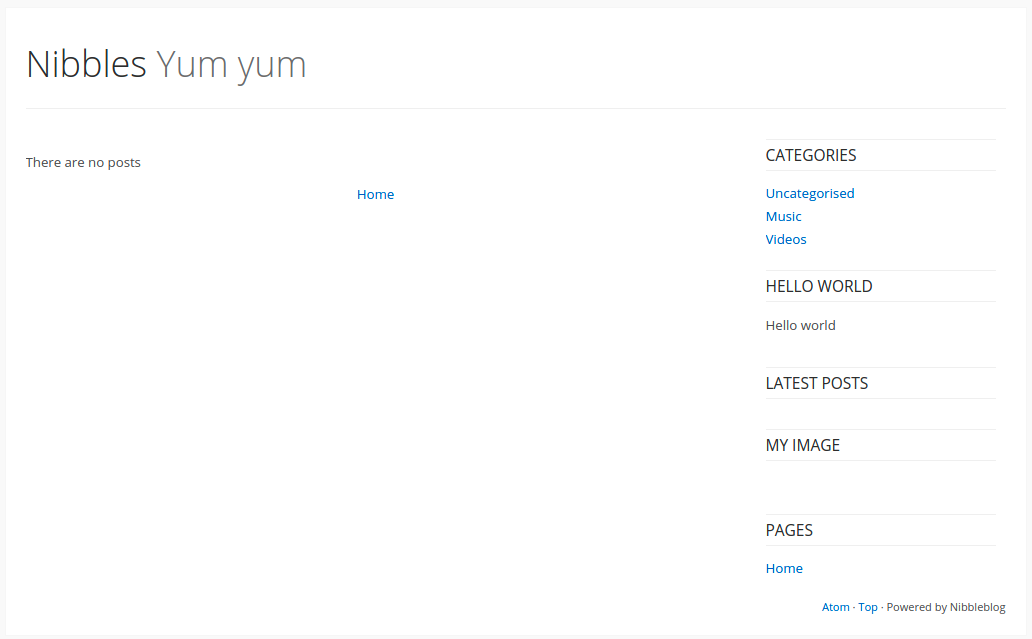 Nibbles Yum yum
There are no posts
Home
CATEGORIES
Uncategorised
Music
Videos
HELLO WORLD
Hello world
LATEST POSTS
MY IMAGE
PAGES
Home
Atom · Top · Powered by Nibbleblog